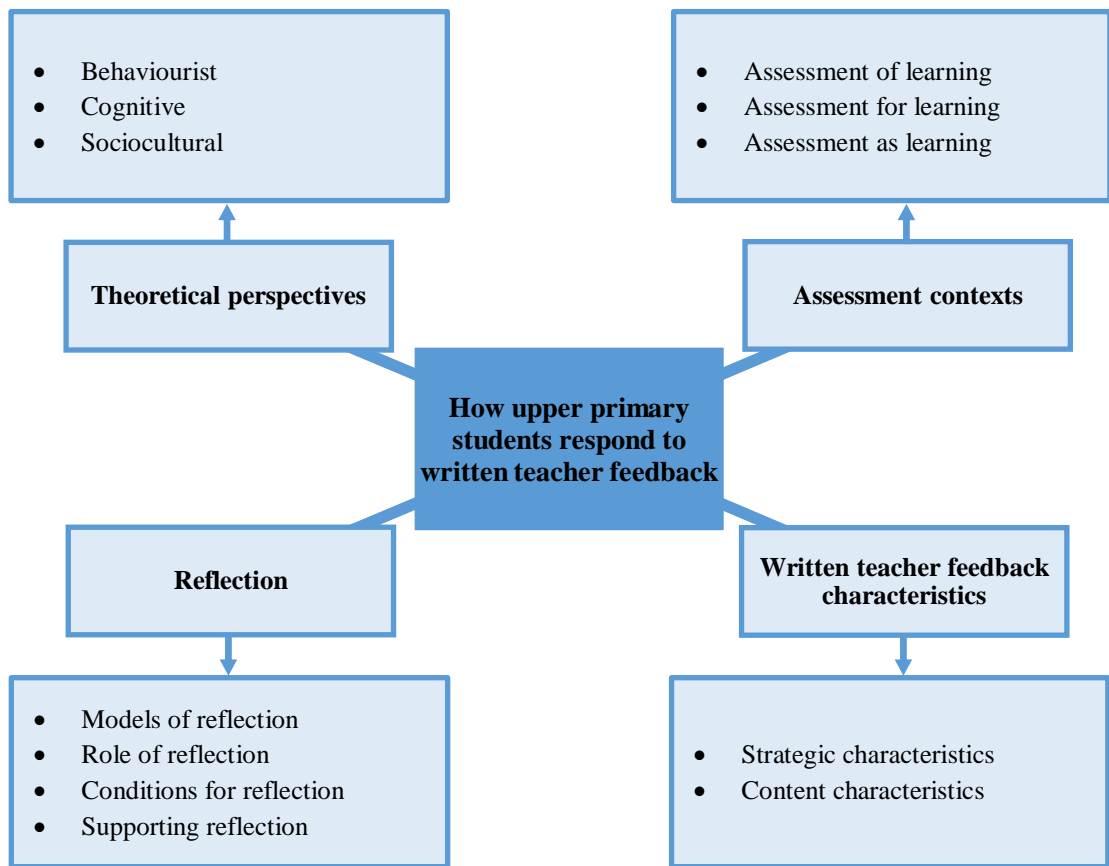 • Behaviourist
• Cognitive
• Sociocultural
• Assessment of learning
• Assessment for learning
• Assessment as learning
Theoretical perspectives
Assessment contexts
How upper primary
students respond to
written teacher feedback
Reflection
Written teacher feedback
characteristics
• Models of reflection
• Role of reflection
• Conditions for reflection
• Supporting reflection
• Strategic characteristics
• Content characteristics